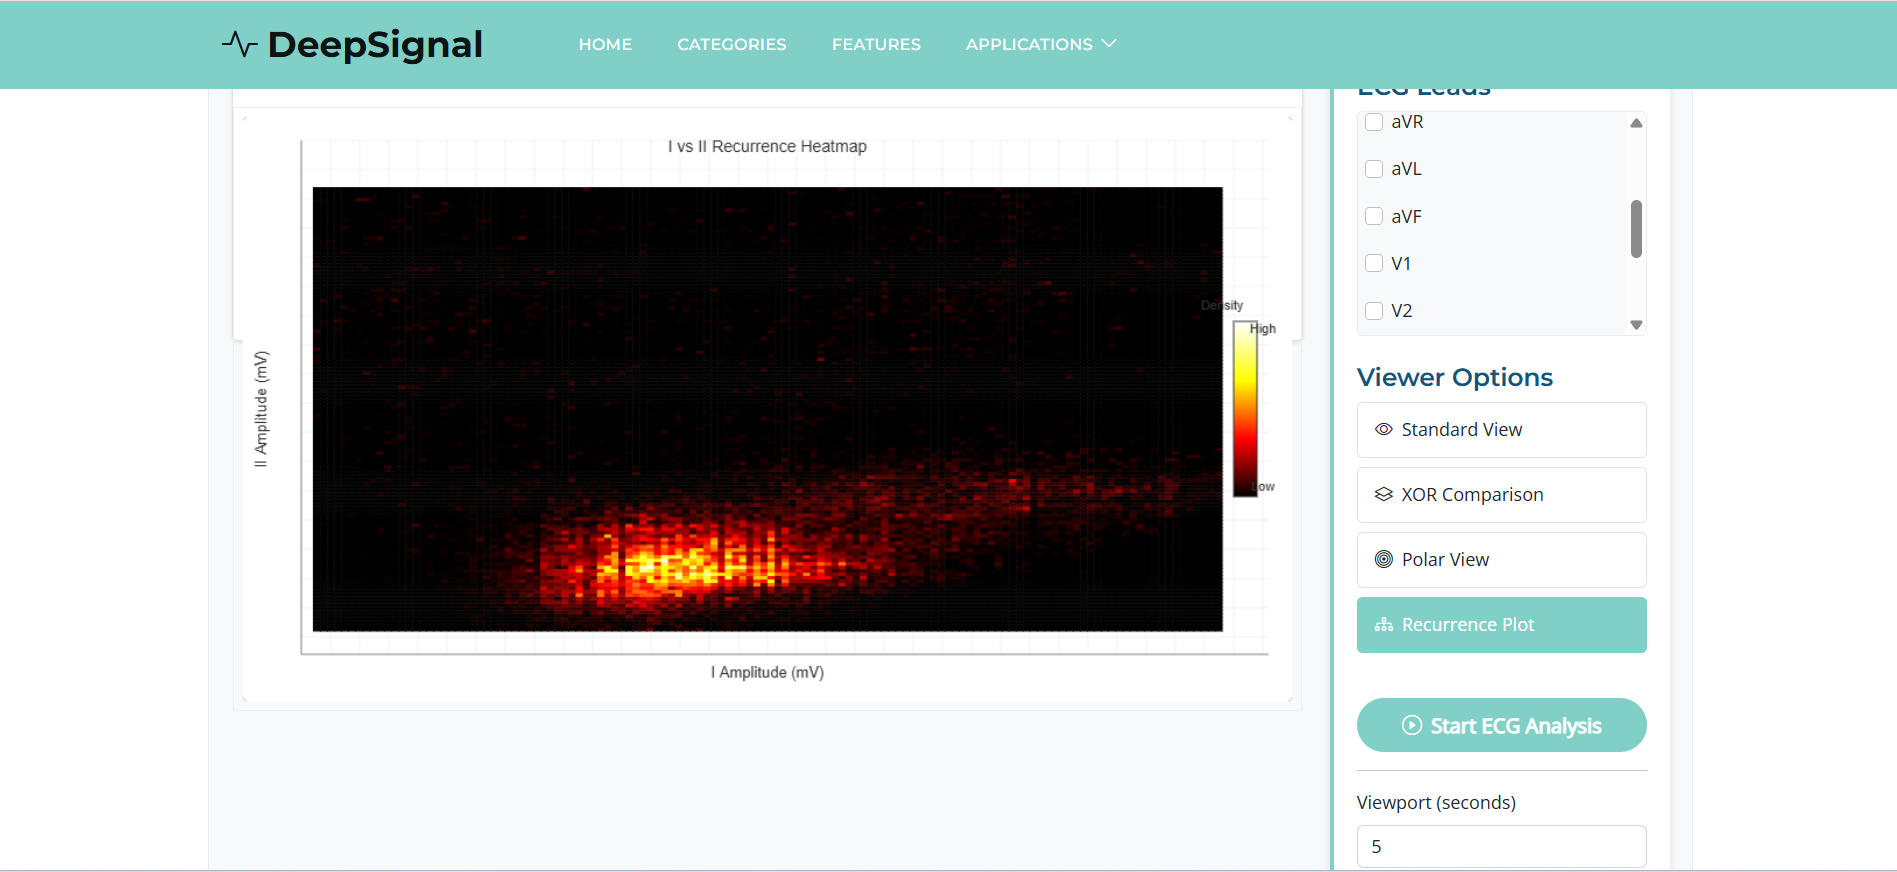 DeepSignal
HOME
CATEGORIES
FEATURES
APPLICATIONS
I vs II Recurrence Heatmap
II Amplitude (mV)
I Amplitude (mV)
Density
High
Low
ECG Leads
aVR
aVL
aVF
V1
V2
Viewer Options
Standard View
XOR Comparison
Polar View
Recurrence Plot
Start ECG Analysis
Viewport (seconds)
5